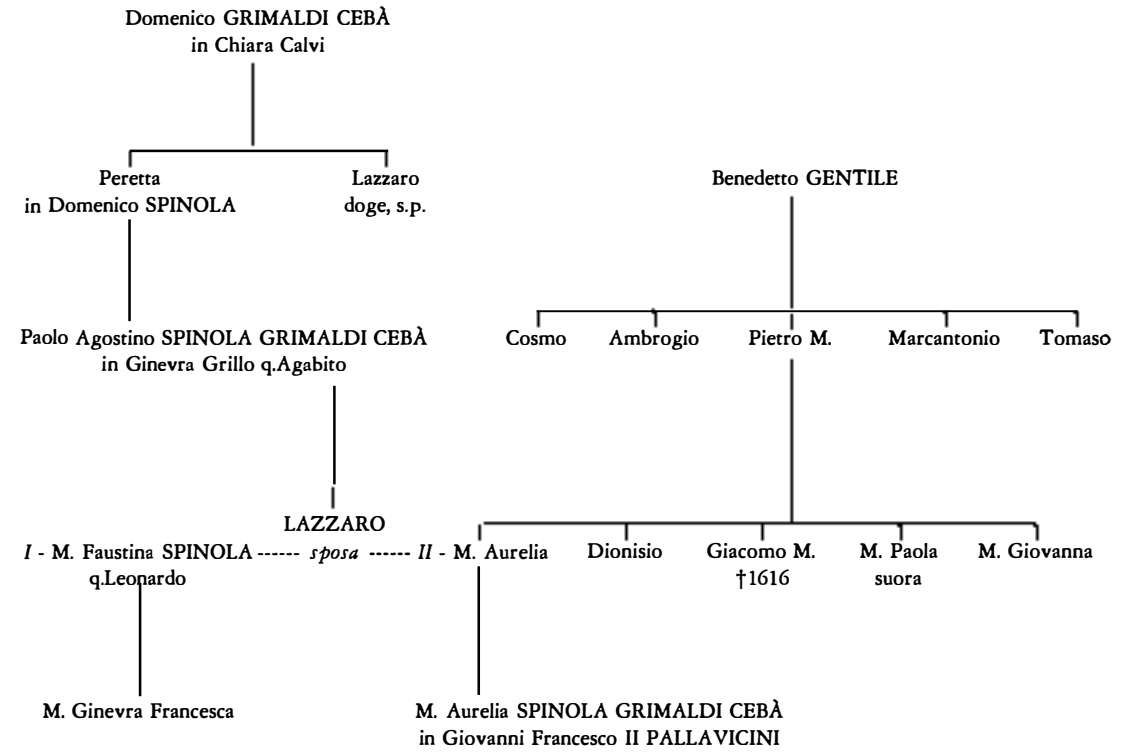 Domenico GRIMALDI CEBÀ
in Chiara Calvi
Peretta
in Domenico SPINOLA
Lazzaro
doge, s.p.
Benedetto GENTILE
Paolo Agostino SPINOLA GRIMALDI CEBÀ
in Ginevra Grillo q.Agabito
Cosmo
Ambrogio
Pietro M.
Marcantonio
Tomaso
LAZZARO
I - M. Faustina SPINOLA ------ sposa ------ II - M. Aurelia
q.Leonardo
Dionisio
Giacomo M.
†1616
M. Paola
suora
M. Giovanna
M. Ginevra Francesca
M. Aurelia SPINOLA GRIMALDI CEBÀ
in Giovanni Francesco II PALLAVICINI